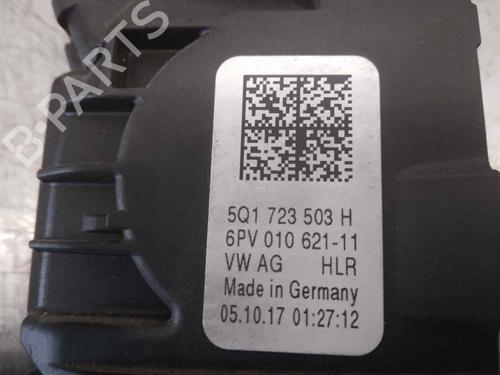 B-PARTS
5Q1 723 503 H
6PV 010 621-11
VW AG HLR
Made in Germany
05.10.17 01:27:12